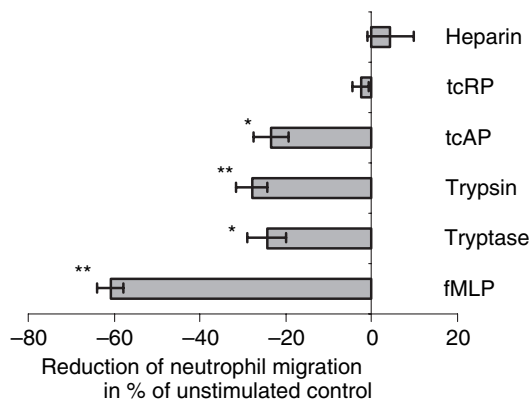 Heparin
tcRP
* tcAP
** Trypsin
* Tryptase
** fMLP
–80 –60 –40 –20 0 20
Reduction of neutrophil migration
in % of unstimulated control